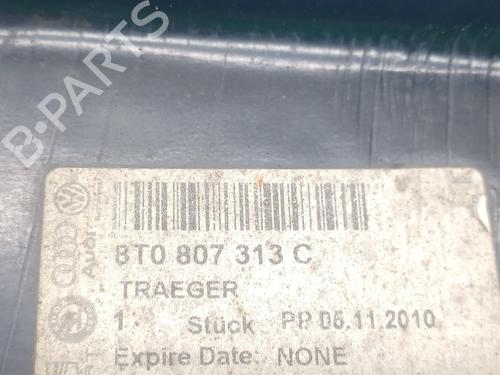 B-PARTS
Audi
8T0 807 313 C
TRAEGER
1 Stück PP 05.11.2010
Expire Date: NONE